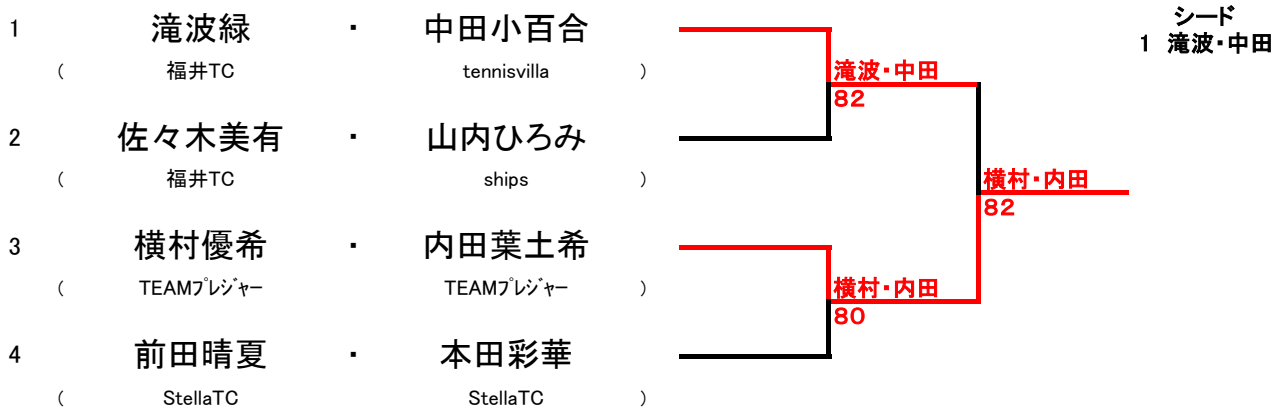 シード
1 滝波・中田
1 滝波緑 ・ 中田小百合
( 福井TC tennisvilla )
滝波・中田
82
2 佐々木美有 ・ 山内ひろみ
( 福井TC ships )
横村・内田
82
3 横村優希 ・ 内田葉土希
( TEAMﾌﾟﾚｼﾞｬｰ TEAMﾌﾟﾚｼﾞｬｰ )
横村・内田
80
4 前田晴夏 ・ 本田彩華
( StellaTC StellaTC )